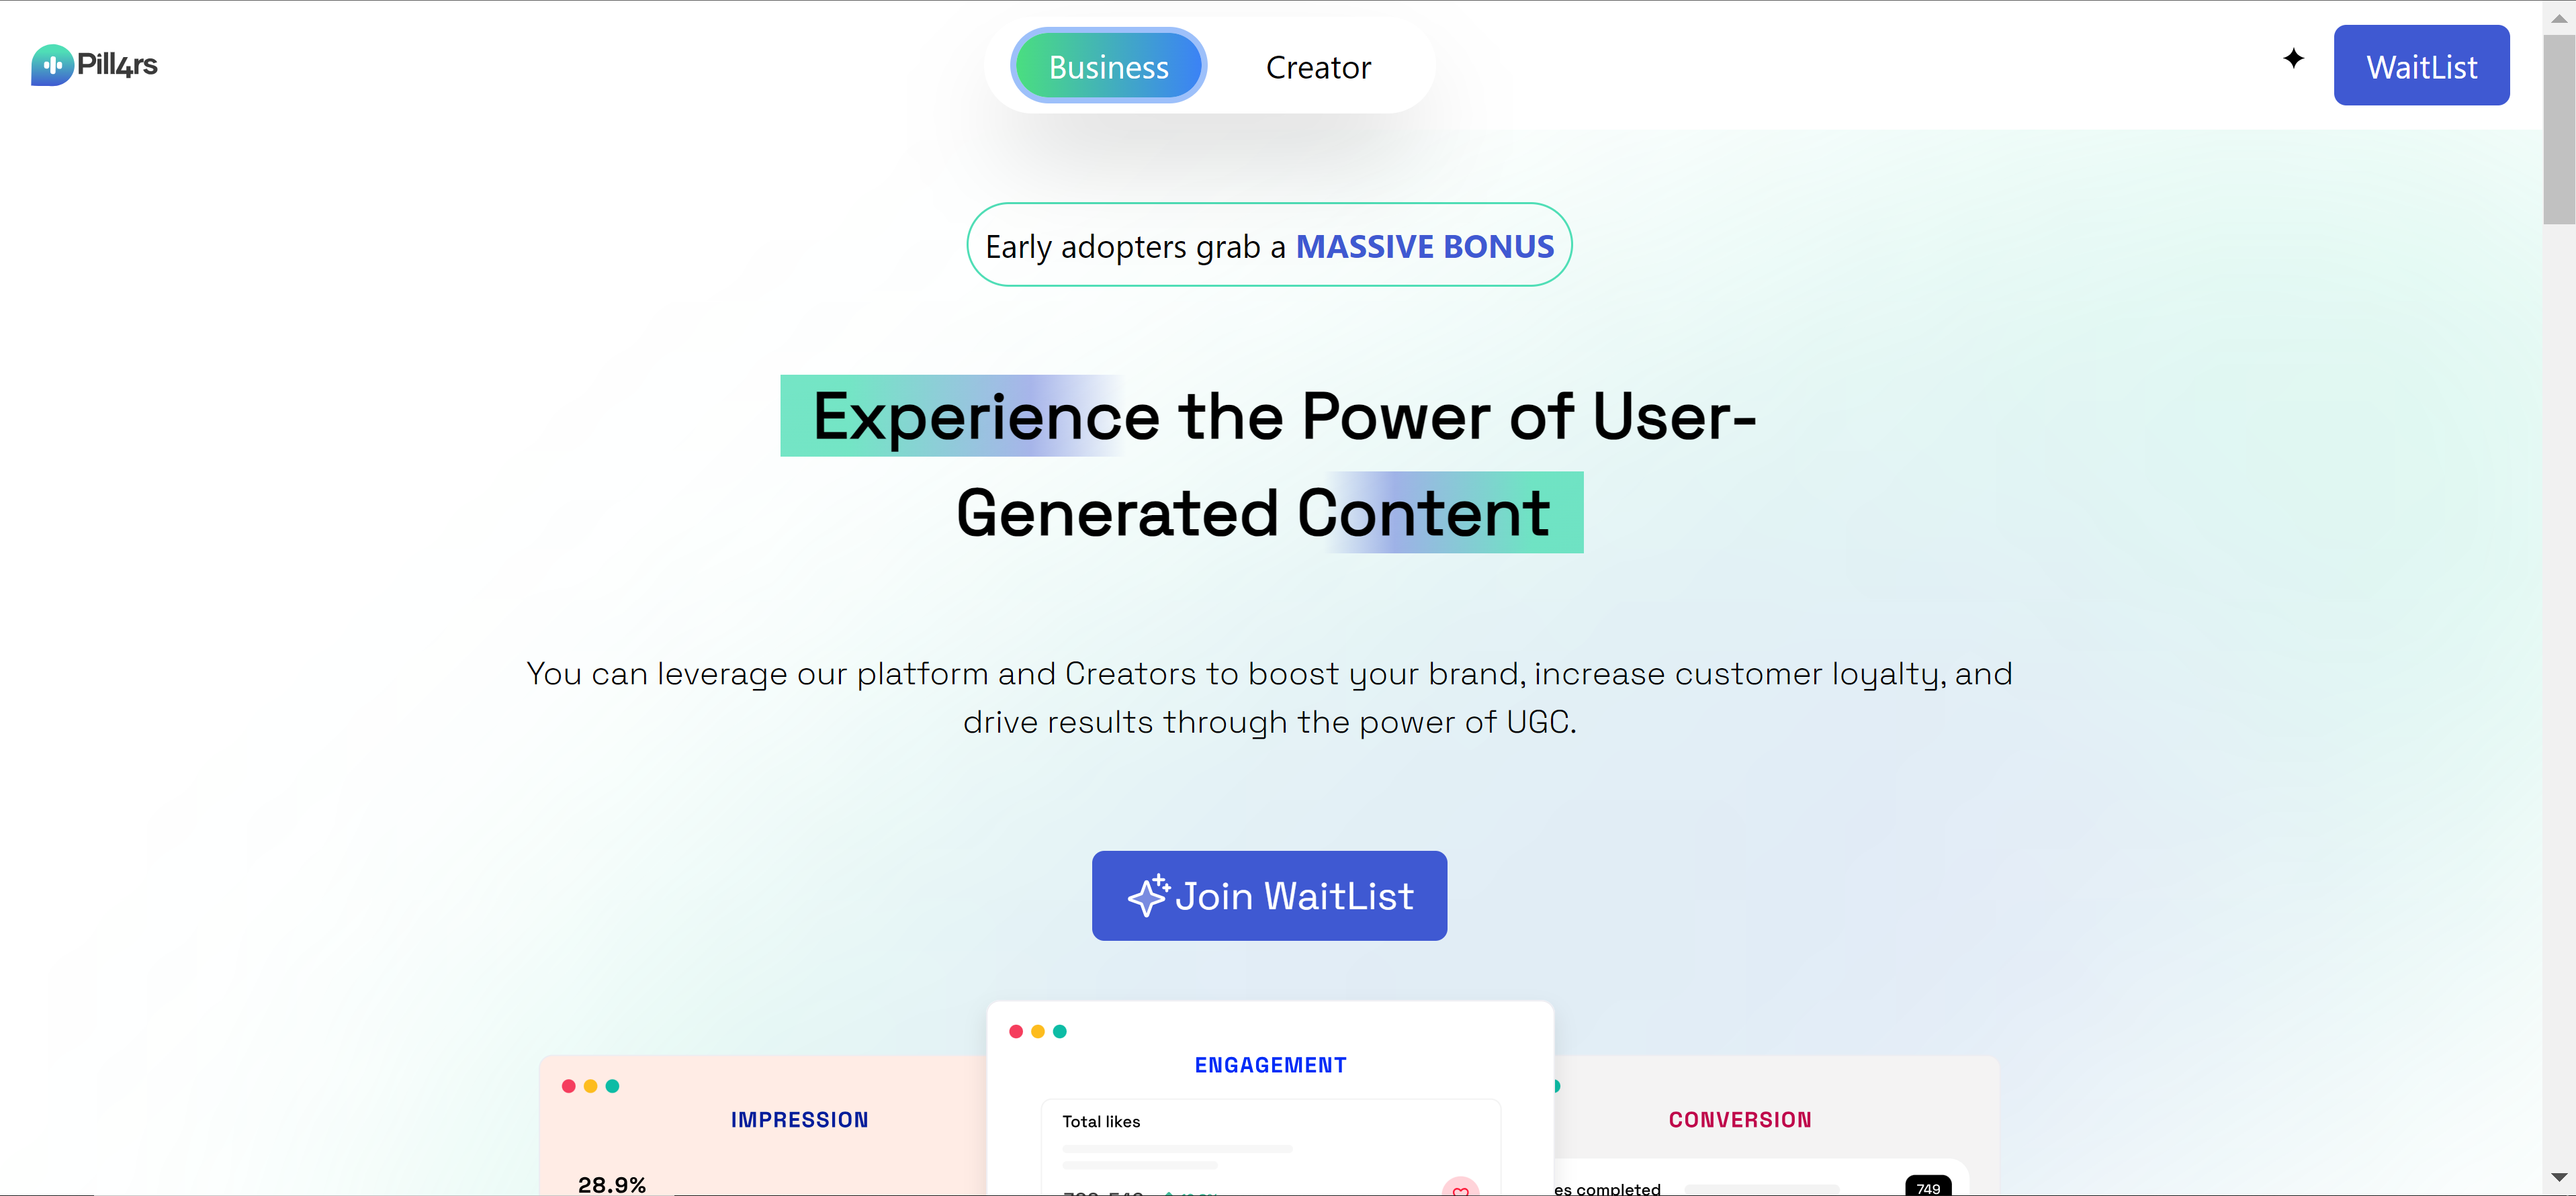 Pill4rs
Business
Creator
WaitList
Early adopters grab a MASSIVE BONUS
Experience the Power of User-
Generated Content
You can leverage our platform and Creators to boost your brand, increase customer loyalty, and
drive results through the power of UGC.
Join WaitList
ENGAGEMENT
Total likes
IMPRESSION
28.9%
CONVERSION
completed
749